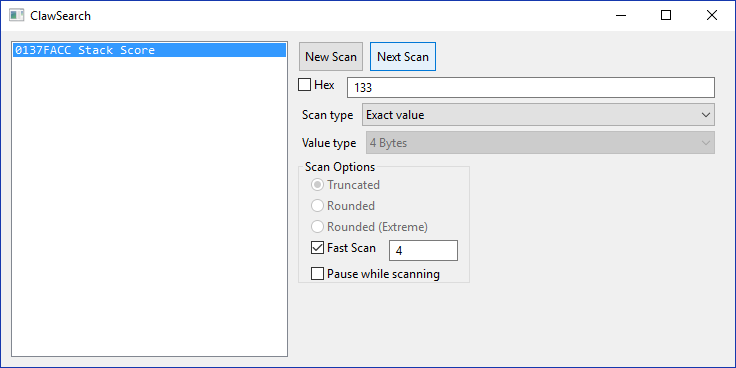 ClawSearch
0137FACC Stack Score
New Scan Next Scan
Hex 133
Scan type Exact value
Value type 4 Bytes
Scan Options
Truncated
Rounded
Rounded (Extreme)
Fast Scan 4
Pause while scanning